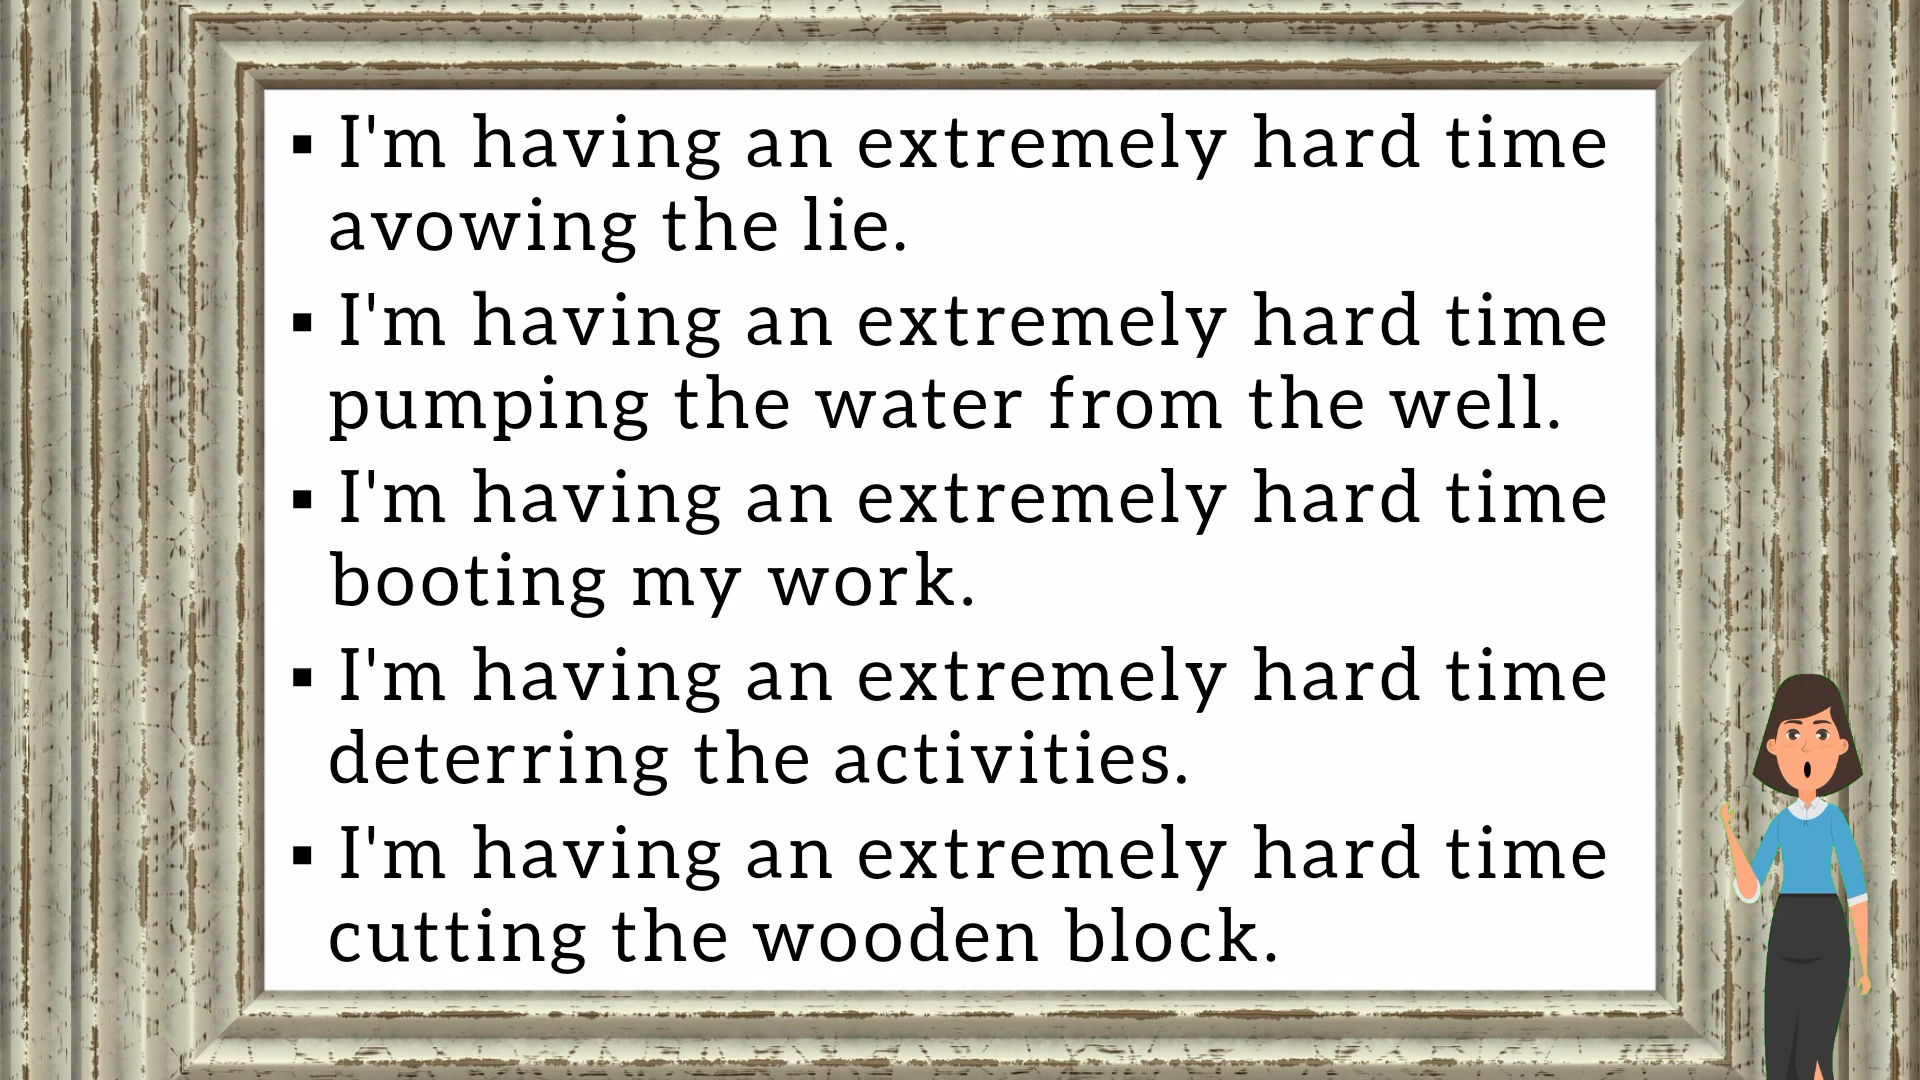 ▪ I'm having an extremely hard time
avowing the lie.
▪ I'm having an extremely hard time
pumping the water from the well.
▪ I'm having an extremely hard time
booting my work.
▪ I'm having an extremely hard time
deterring the activities.
▪ I'm having an extremely hard time
cutting the wooden block.